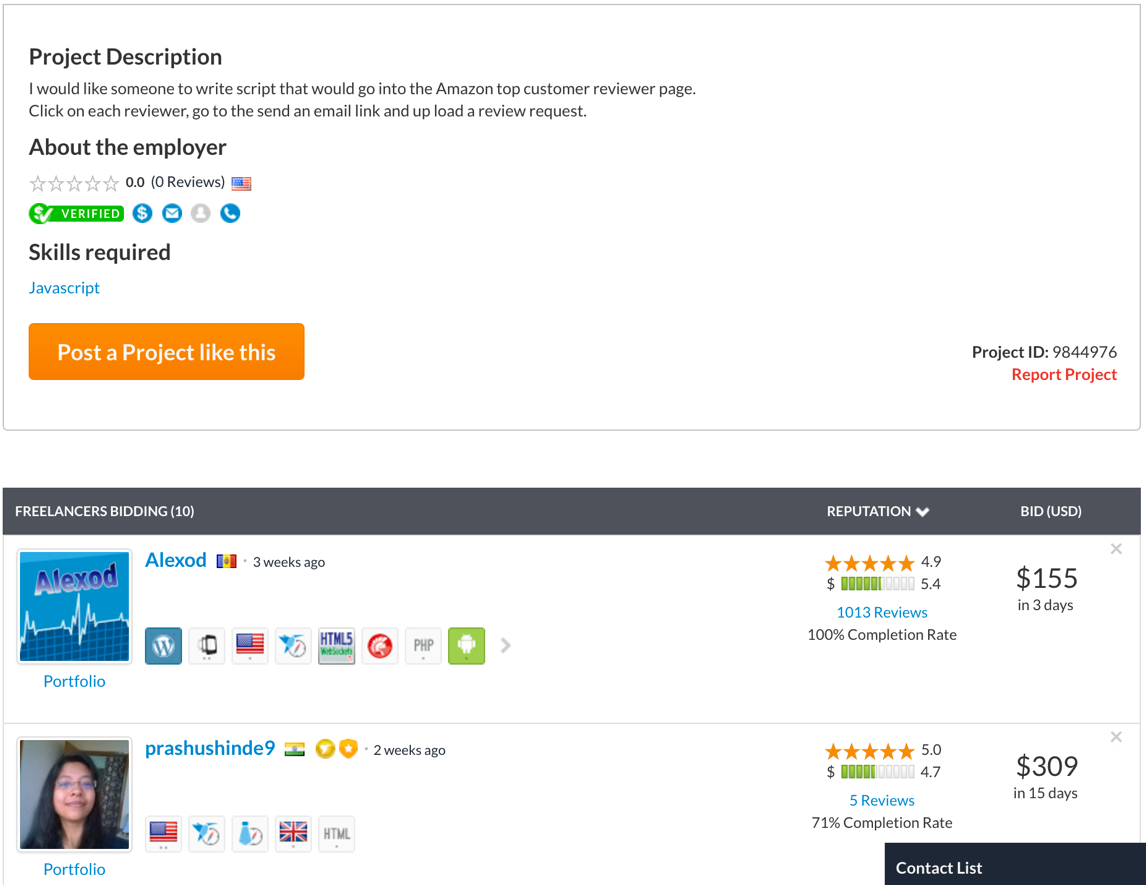 Project Description
I would like someone to write script that would go into the Amazon top customer reviewer page.
Click on each reviewer, go to the send an email link and up load a review request.
About the employer
0.0 (0 Reviews)
VERIFIED
Skills required
Javascript
Post a Project like this
Project ID: 9844976
Report Project
FREELANCERS BIDDING (10) REPUTATION BID (USD)
Alexod
Alexod · 3 weeks ago
4.9
$ 5.4
1013 Reviews
100% Completion Rate
$155
in 3 days
HTML5
WebSockets
PHP
Portfolio
prashushinde9 · 2 weeks ago
5.0
$ 4.7
5 Reviews
71% Completion Rate
$309
in 15 days
HTML
Portfolio
Contact List